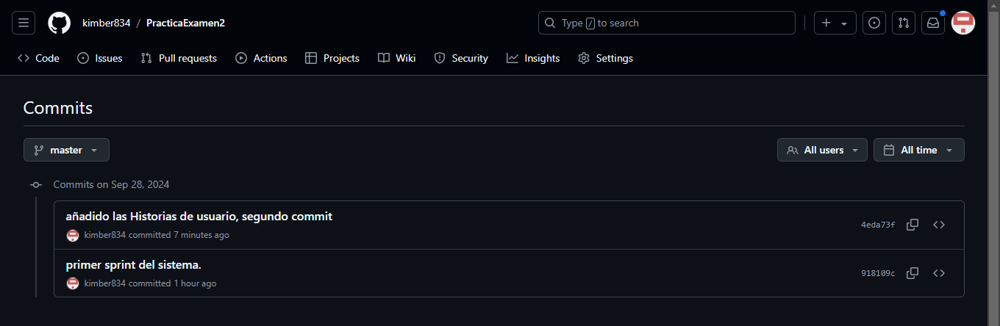 kimber834 / PracticaExamen2
Type / to search
Code Issues Pull requests Actions Projects Wiki Security Insights Settings
Commits
master All users All time
Commits on Sep 28, 2024
añadido las Historias de usuario, segundo commit
kimber834 committed 7 minutes ago
4eda73f
primer sprint del sistema.
kimber834 committed 1 hour ago
918109c